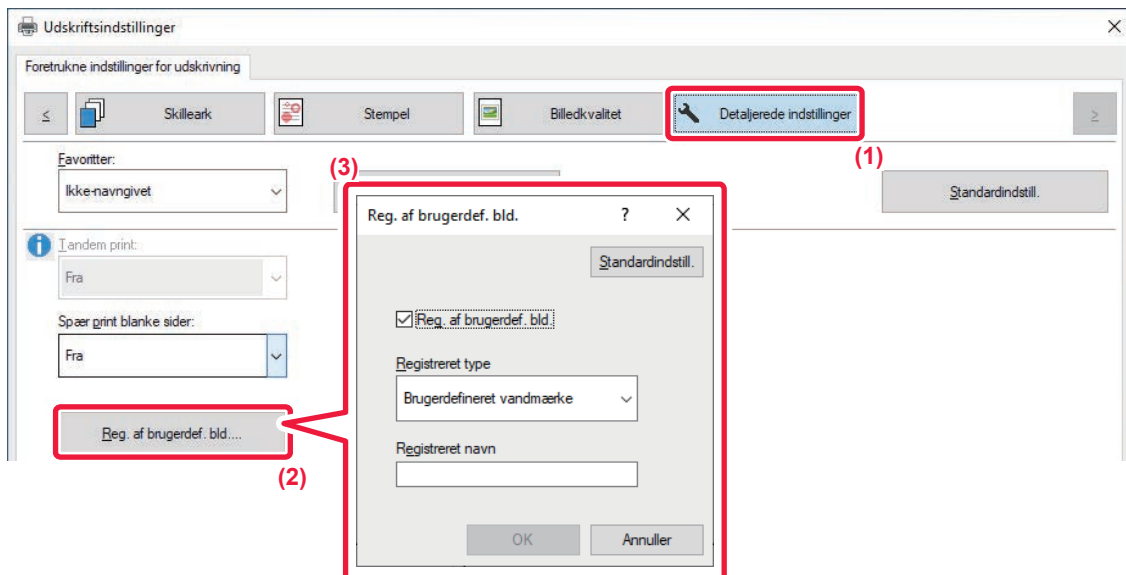 Udskriftsindstillinger
Foretrukne indstillinger for udskrivning
≤ Skilleark Stempel Billedkvalitet Detaljerede indstillinger ≥
(1)
Favoritter:
Ikke-navngivet
Standardindstill.
Tandem print:
Fra
Spær print blanke sider:
Fra
Reg. af brugerdef. bld....
(2)
(3)
Reg. af brugerdef. bld. ?
Standardindstill.
Reg. af brugerdef. bld.
Registreret type
Brugerdefineret vandmærke
Registreret navn
OK Annuller